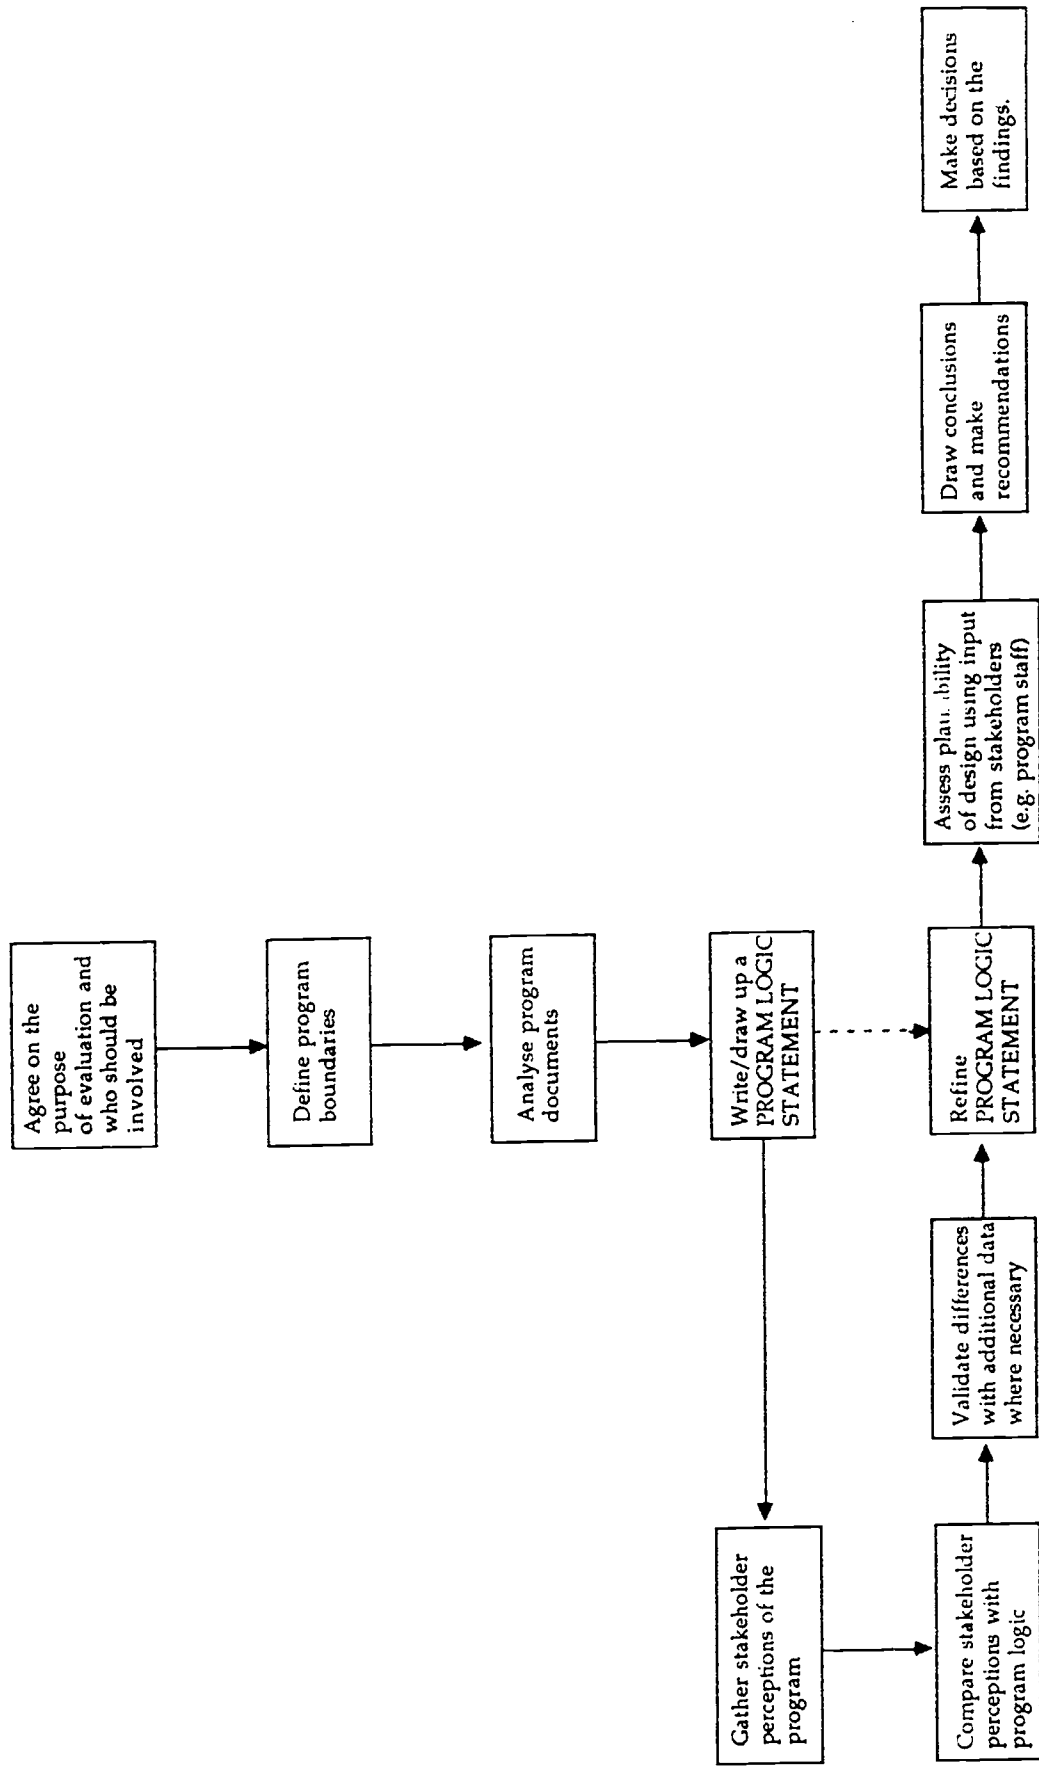 Agree on the
purpose
of evaluation and
who should be
involved
Define program
boundaries
Analyse program
documents
Write/draw up a
PROGRAM LOGIC
STATEMENT
Gather stakeholder
perceptions of the
program
Compare stakeholder
perceptions with
program logic
Validate differences
with additional data
where necessary
Refine
PROGRAM LOGIC
STATEMENT
Assess
of design using input
from stakeholders
(e.g. program staff)
Draw conclusions
and make
recommendations
Make decisions
based on the
findings.